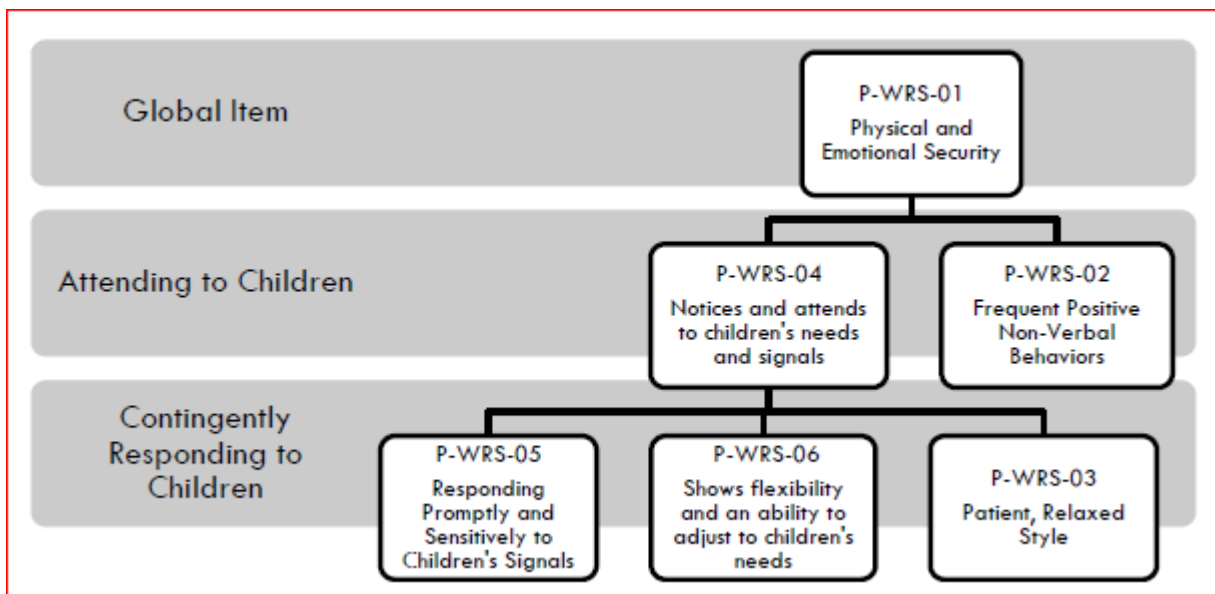 Global Item
P-WRS-01
Physical and
Emotional Security
Attending to Children
P-WRS-04
Notices and attends
to children's needs
and signals
P-WRS-02
Frequent Positive
Non-Verbal
Behaviors
Contingently
Responding to
Children
P-WRS-05
Responding
Promptly and
Sensitively to
Children's Signals
P-WRS-06
Shows flexibility
and an ability to
adjust to children's
needs
P-WRS-03
Patient, Relaxed
Style